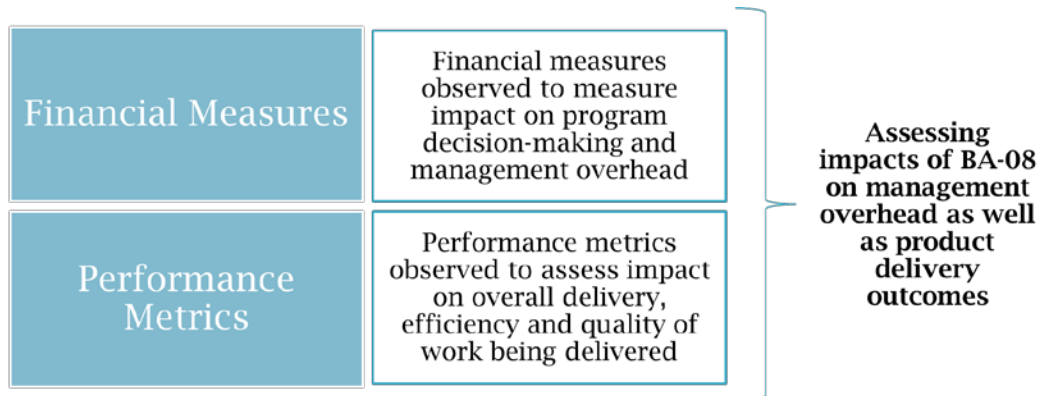 Financial Measures
Financial measures
observed to measure
impact on program
decision-making and
management overhead
Performance
Metrics
Performance metrics
observed to assess impact
on overall delivery,
efficiency and quality of
work being delivered
Assessing
impacts of BA-08
on management
overhead as well
as product
delivery
outcomes